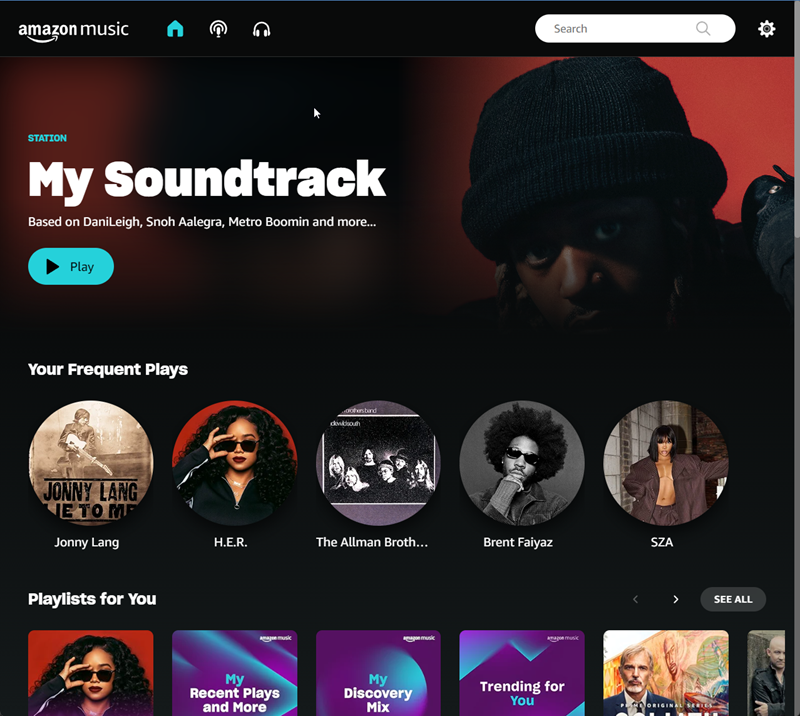 amazon music
Search
STATION
My Soundtrack
Based on DaniLeigh, Snoh Aalegra, Metro Boomin and more...
Play
Your Frequent Plays
JONNY LANG
LIE TO ME
brothers band
idlewildsouth
Jonny Lang
H.E.R.
The Allman Broth...
Brent Faiyaz
SZA
Playlists for You
SEE ALL
amazon music
My
Recent Plays
and More
amazon music
My
Discovery
Mix
amazon music
Trending for
You
PRIME ORIGINAL SERIES